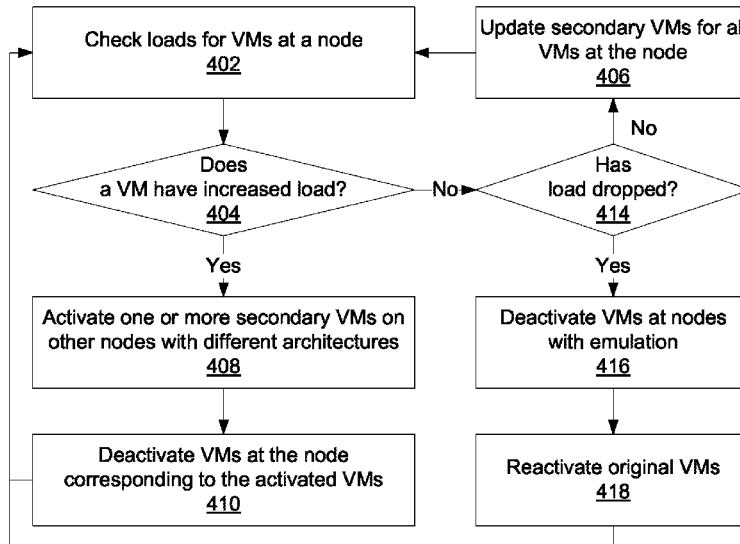 Check loads for VMs at a node
402
Update secondary VMs for al
VMs at the node
406
Does
a VM have increased load?
404
No
Has
load dropped?
414
No
Yes
Yes
Activate one or more secondary VMs on
other nodes with different architectures
408
Deactivate VMs at nodes
with emulation
416
Deactivate VMs at the node
corresponding to the activated VMs
410
Reactivate original VMs
418